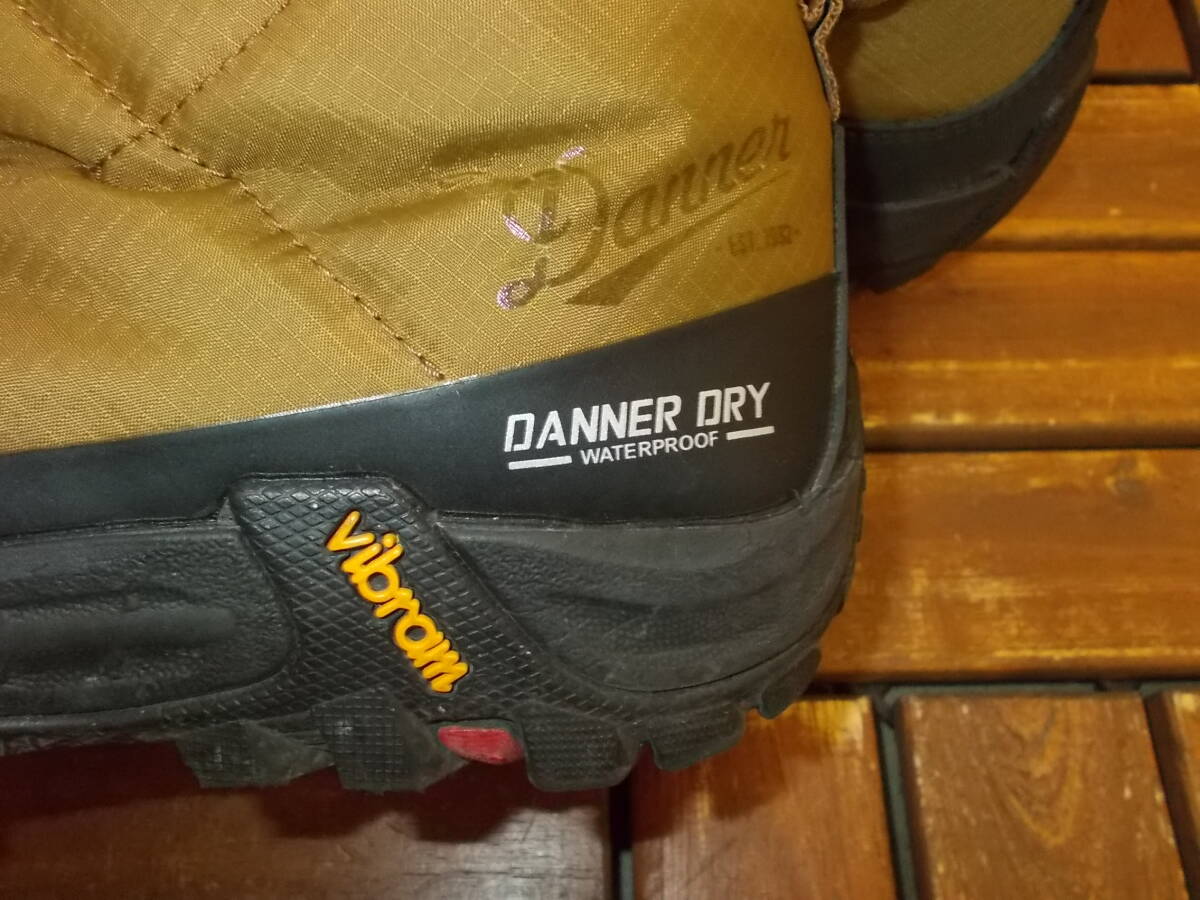 Danner
- EST. 1932 -
DANNER DRY
WATERPROOF
vibram